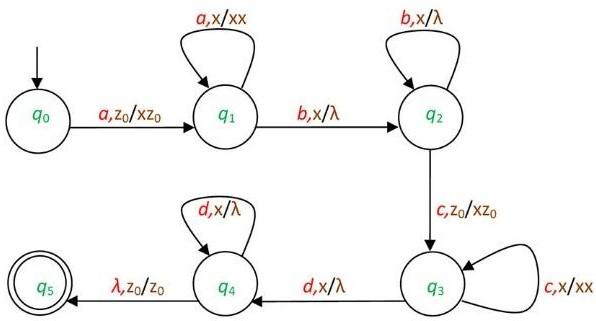 a,x/xx
b,x/λ
q0
a,z0/xz0
q1
b,x/λ
q2
c,z0/xz0
d,x/λ
q5
λ,z0/z0
q4
d,x/λ
q3
c,x/xx